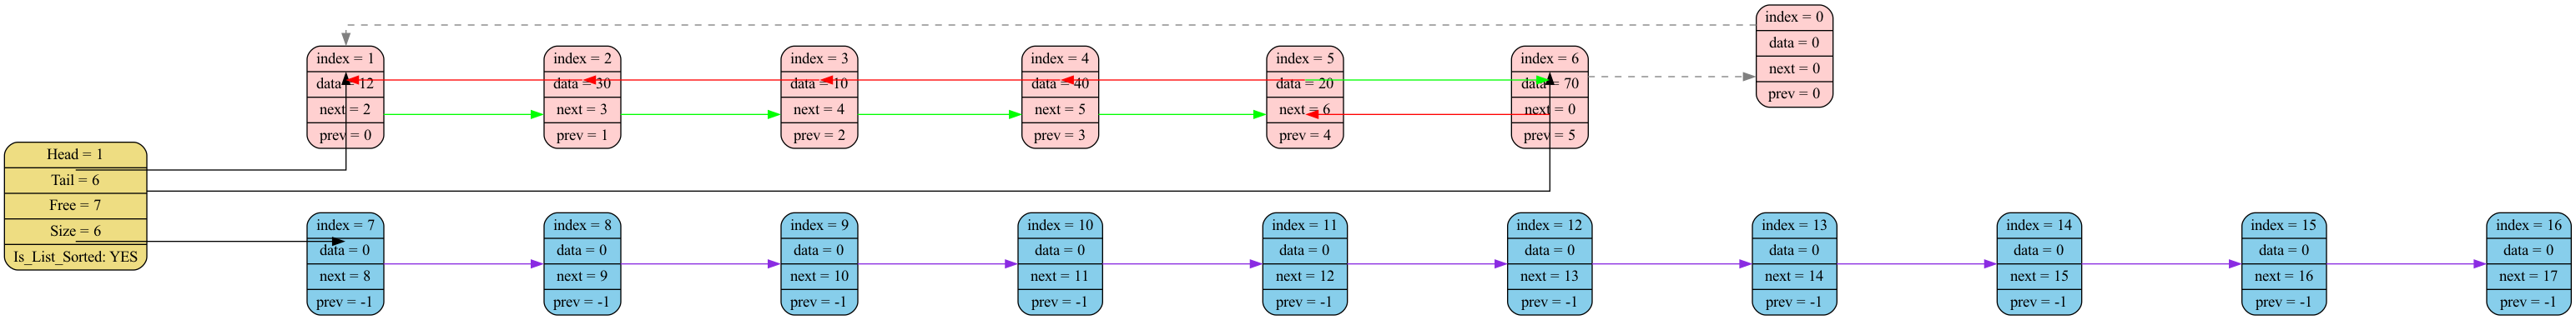 index = 0
data = 0
next = 0
prev = 0
index = 1
data = 12
next = 2
prev = 0
index = 2
data = 30
next = 3
prev = 1
index = 3
data = 10
next = 4
prev = 2
index = 4
data = 40
next = 5
prev = 3
index = 5
data = 20
next = 6
prev = 4
index = 6
data = 70
next = 0
prev = 5
Head = 1
Tail = 6
Free = 7
Size = 6
Is_List_Sorted: YES
index = 7
data = 0
next = 8
prev = -1
index = 8
data = 0
next = 9
prev = -1
index = 9
data = 0
next = 10
prev = -1
index = 10
data = 0
next = 11
prev = -1
index = 11
data = 0
next = 12
prev = -1
index = 12
data = 0
next = 13
prev = -1
index = 13
data = 0
next = 14
prev = -1
index = 14
data = 0
next = 15
prev = -1
index = 15
data = 0
next = 16
prev = -1
index = 16
data = 0
next = 17
prev = -1